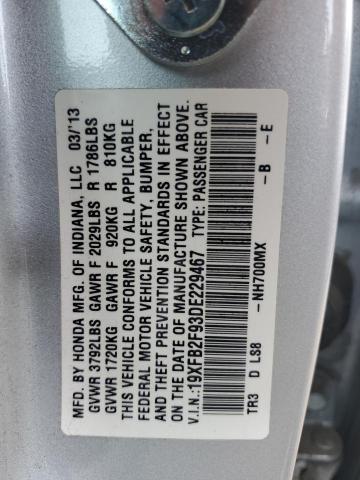 MFD. BY HONDA MFG. OF INDIANA, LLC 03/'13
GVWR 3792LBS GAWR F 2029LBS R 1786LBS
GVWR 1720KG GAWR F 920KG R 810KG
THIS VEHICLE CONFORMS TO ALL APPLICABLE
FEDERAL MOTOR VEHICLE SAFETY, BUMPER,
AND THEFT PREVENTION STANDARDS IN EFFECT
ON THE DATE OF MANUFACTURE SHOWN ABOVE.
V.I.N.:19XFB2F93DE229467 TYPE: PASSENGER CAR
TR3 D LS8 -NH700MX -B -E